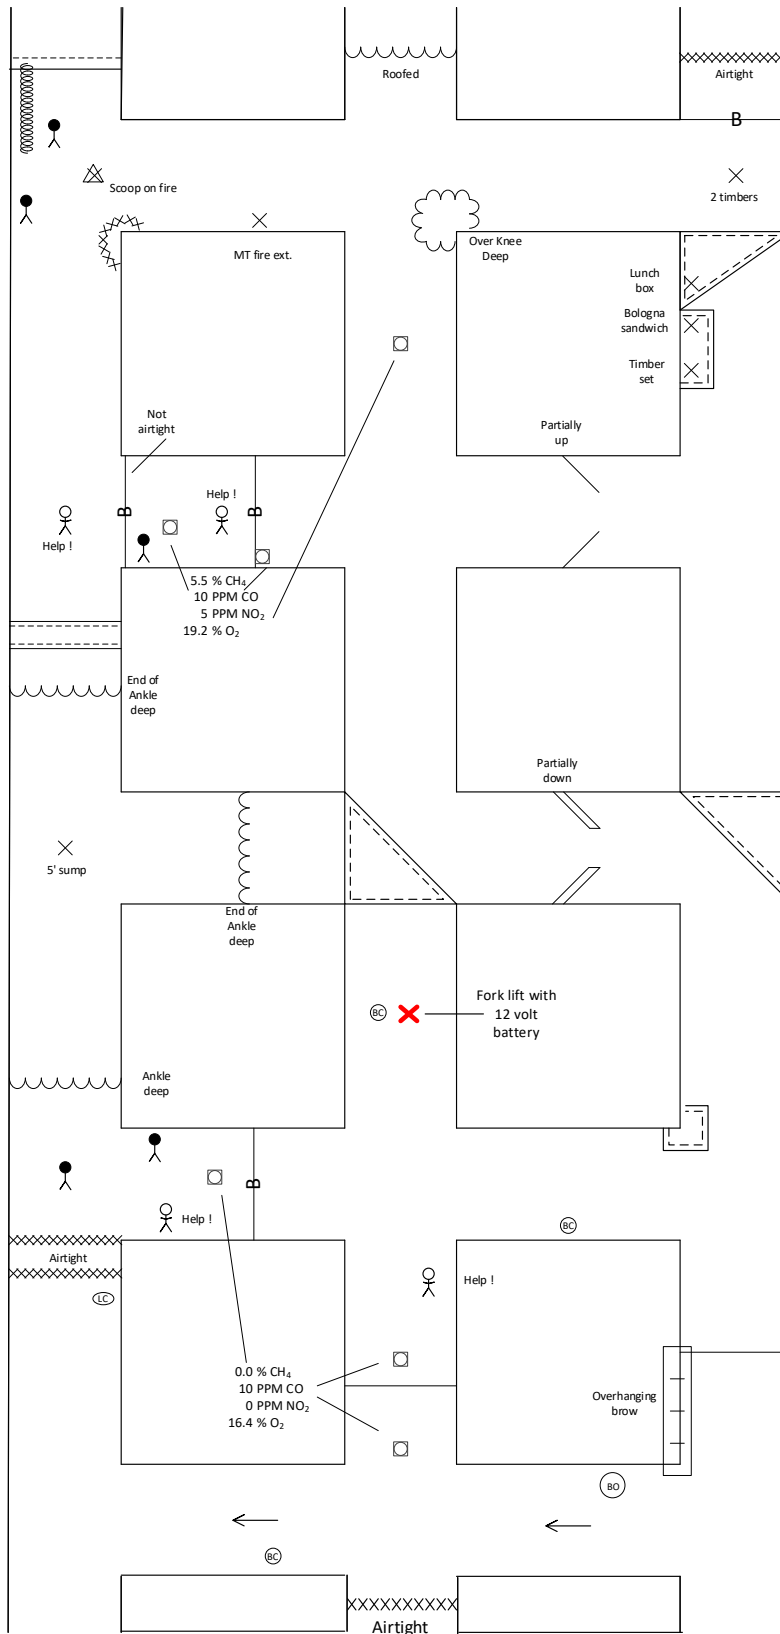 Roofed
Airtight
B
Scoop on fire
2 timbers
MT fire ext.
Over Knee
Deep
Lunch
box
Bologna
sandwich
Timber
set
Not
airtight
Partially
up
Help !
B
B
Help !
5.5 % CH₄
10 PPM CO
5 PPM NO₂
19.2 % O₂
End of
Ankle
deep
Partially
down
5' sump
End of
Ankle
deep
BC
Fork lift with
12 volt
battery
Ankle
deep
B
Help !
BC
Airtight
Help !
LC
0.0 % CH₄
10 PPM CO
0 PPM NO₂
16.4 % O₂
Overhanging
brow
BO
BC
Airtight